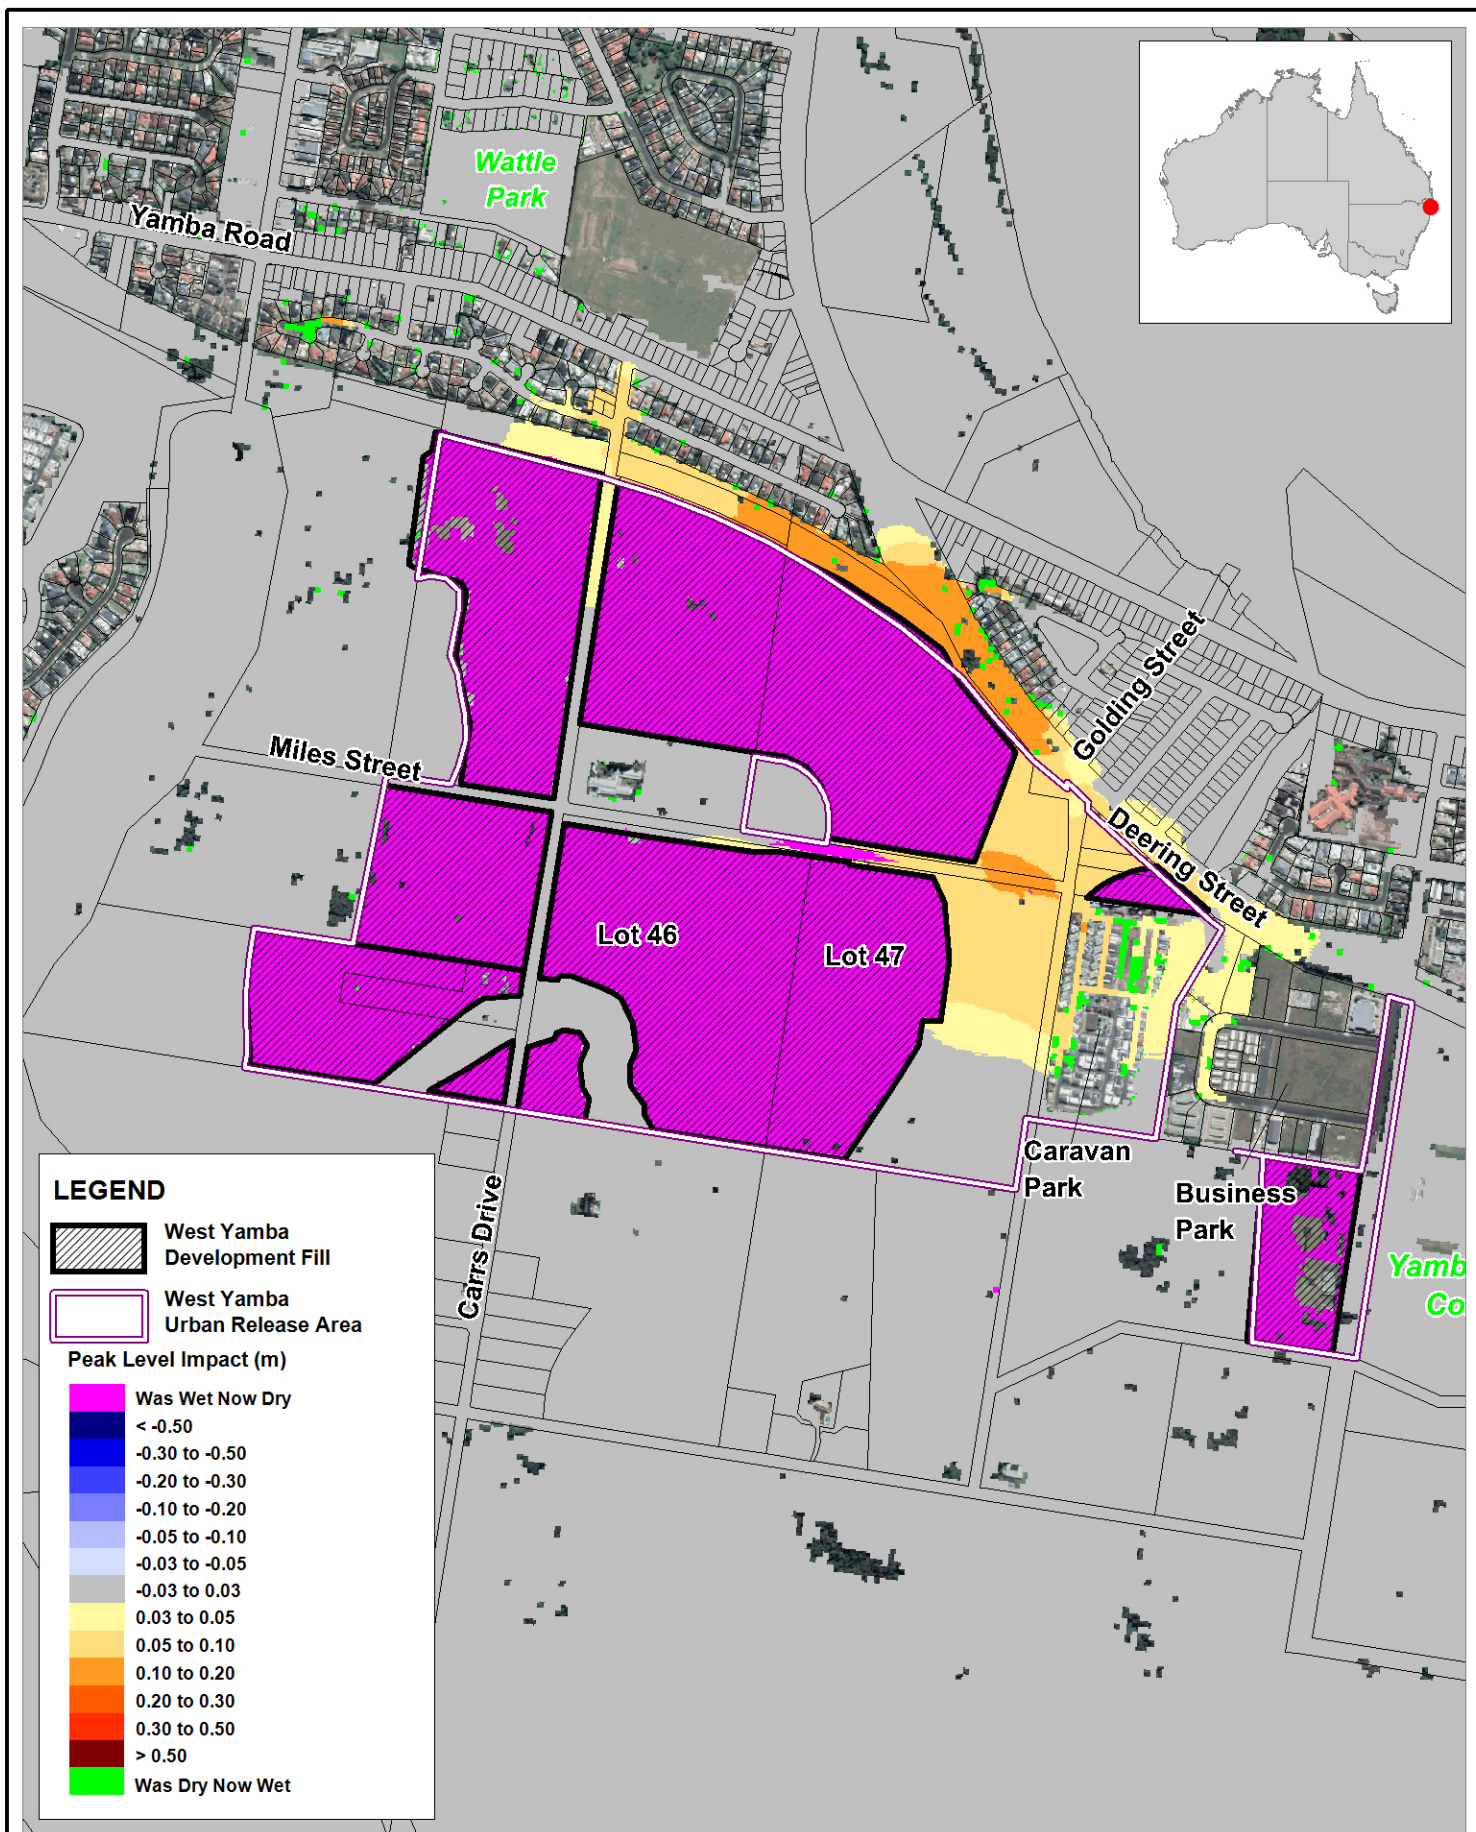 Wattle
Park
Yamba Road
Golding Street
Miles Street
Deering Street
Lot 46
Lot 47
Caravan
Park
Business
Park
Carrs Drive
Yamb
Co
LEGEND
West Yamba
Development Fill
West Yamba
Urban Release Area
Peak Level Impact (m)
Was Wet Now Dry
< -0.50
-0.30 to -0.50
-0.20 to -0.30
-0.10 to -0.20
-0.05 to -0.10
-0.03 to -0.05
-0.03 to 0.03
0.03 to 0.05
0.05 to 0.10
0.10 to 0.20
0.20 to 0.30
0.30 to 0.50
> 0.50
Was Dry Now Wet